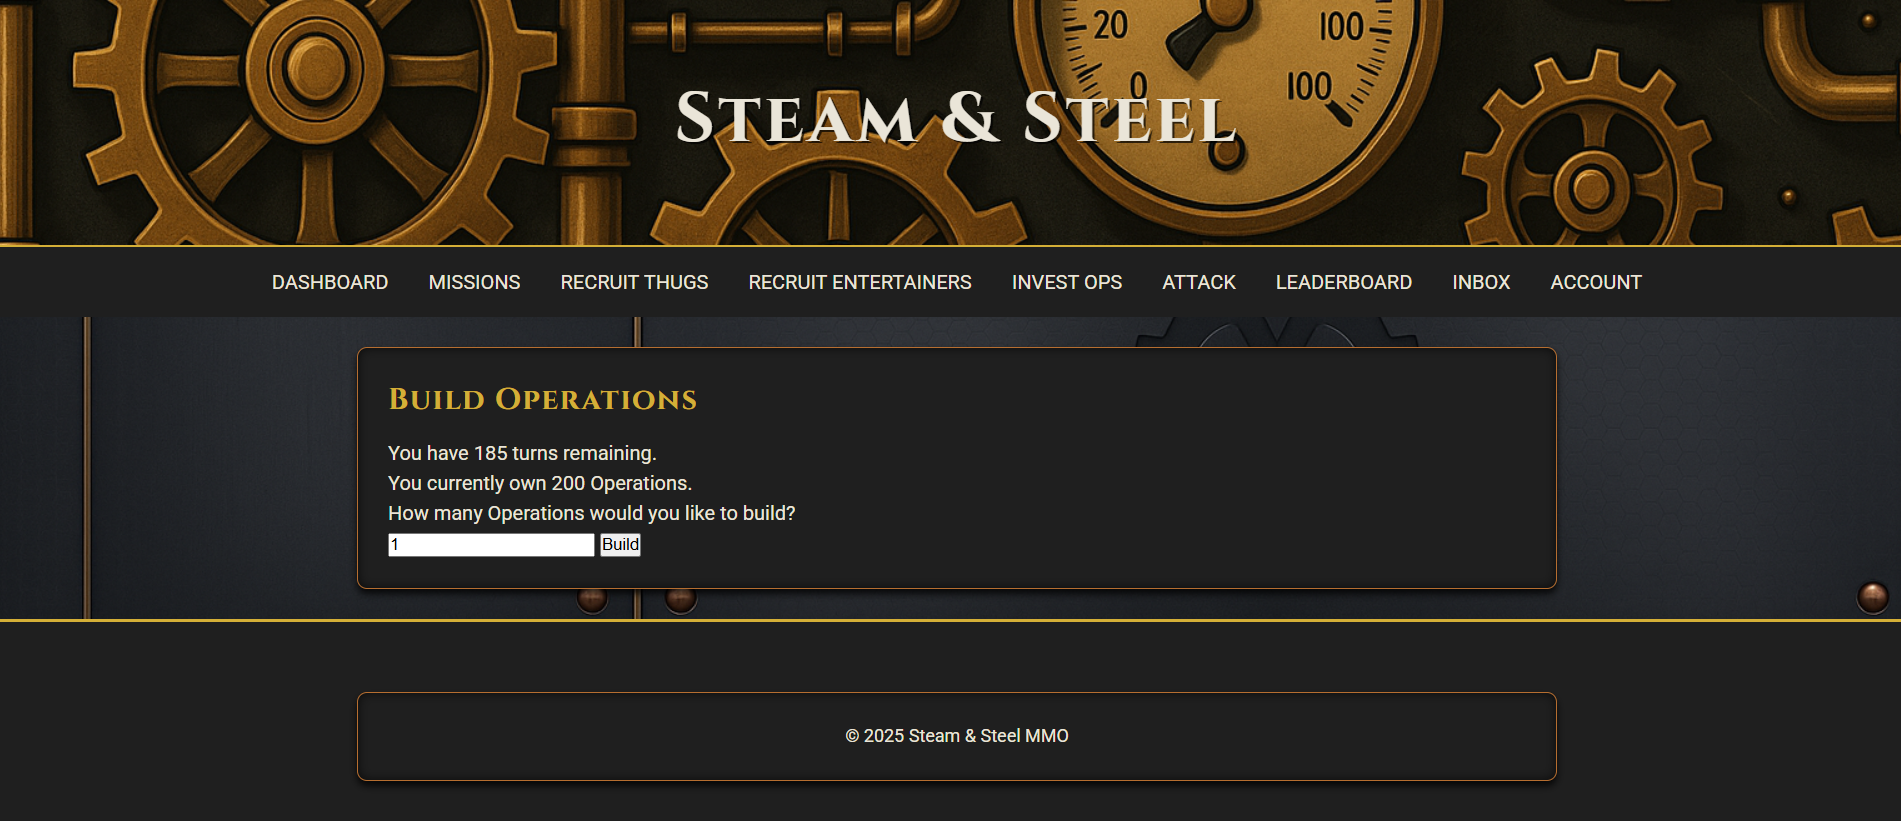 20
100
0
100
Steam & Steel
DASHBOARD MISSIONS RECRUIT THUGS RECRUIT ENTERTAINERS INVEST OPS ATTACK LEADERBOARD INBOX ACCOUNT
Build Operations
You have 185 turns remaining.
You currently own 200 Operations.
How many Operations would you like to build?
1 Build
© 2025 Steam & Steel MMO